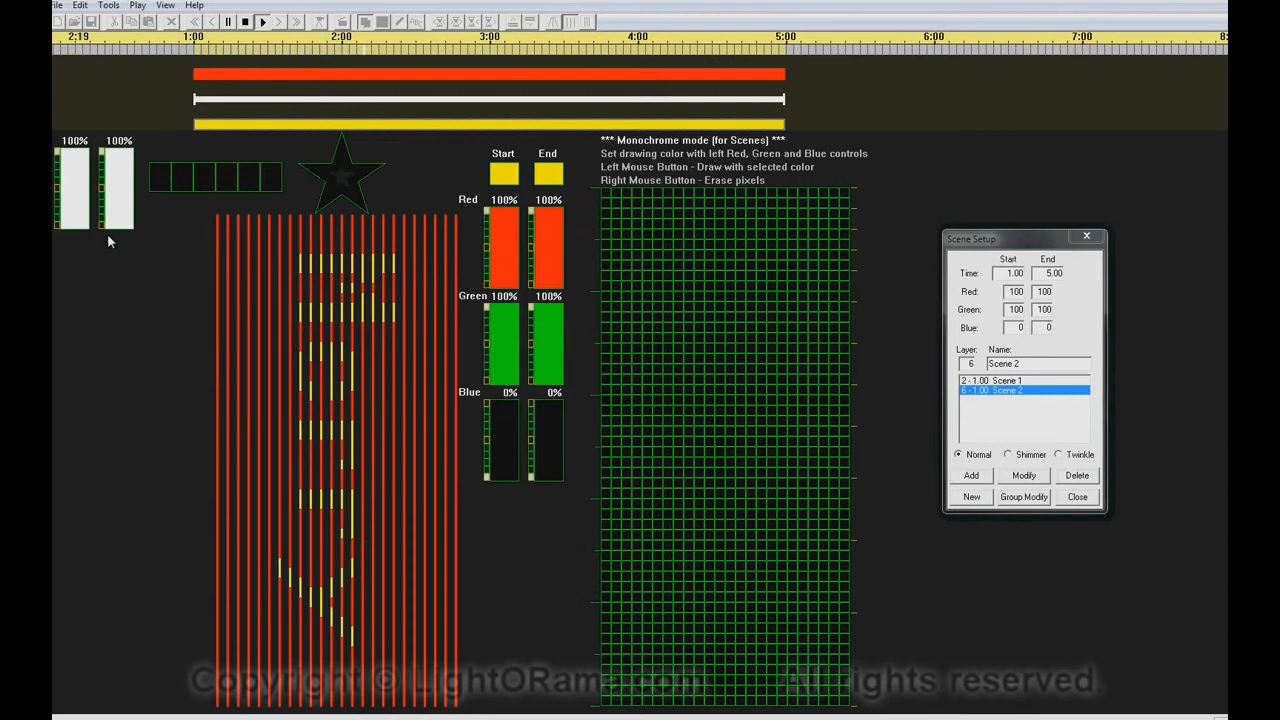 ile Edit Tools Play View Help
2:19 1:00 2:00 3:00 4:00 5:00 6:00 7:00 8:
100% 100%
Start End
Red 100% 100%
Green 100% 100%
Blue 0% 0%
*** Monochrome mode (for Scenes) ***
Set drawing color with left Red, Green and Blue controls
Left Mouse Button - Draw with selected color
Right Mouse Button - Erase pixels
Scene Setup
Start End
Time: 1.00 5.00
Red: 100 100
Green: 100 100
Blue: 0 0
Layer: Name:
6 Scene 2
2 - 1.00 Scene 1
6 - 1.00 Scene 2
Normal Shimmer Twinkle
Add Modify Delete
New Group Modify Close
Copyright © LightORama.com All rights reserved.